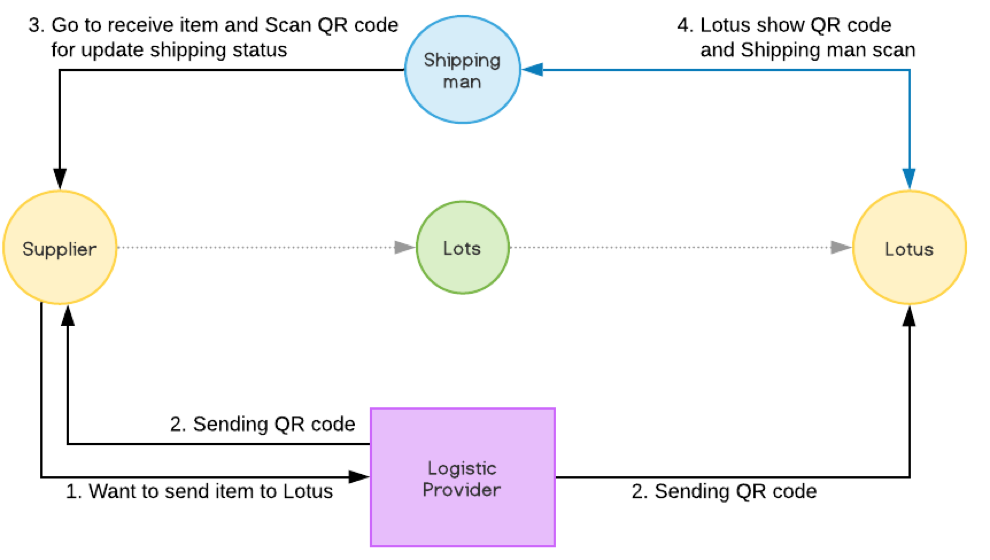 3. Go to receive item and Scan QR code
for update shipping status
4. Lotus show QR code
and Shipping man scan
Shipping
man
Supplier
Lots
Lotus
2. Sending QR code
Logistic
Provider
1. Want to send item to Lotus
2. Sending QR code